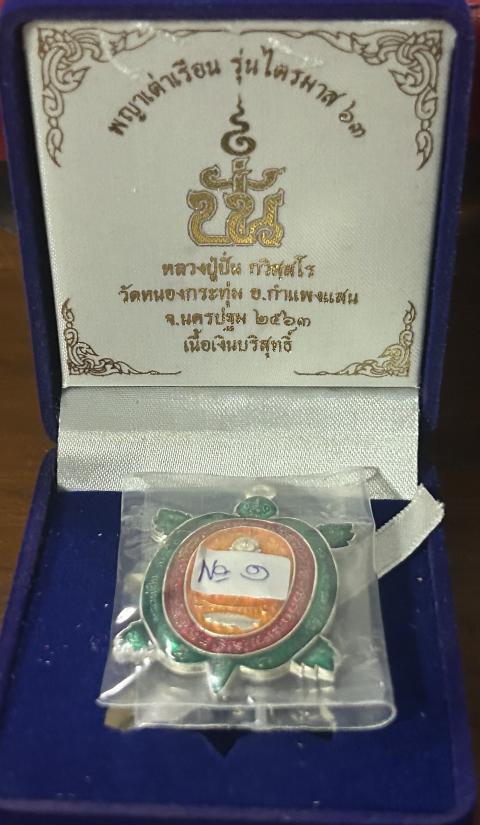 พญาเต่าเรือน รุ่นไตรมาส ๖๓
ปั่น
หลวงปู่ปั่น กวิสฺสโร
วัดหนองกระทุ่ม อ.กำแพงแสน
จ.นครปฐม ๒๕๖๓
เนื้อเงินบริสุทธิ์
№ ๑